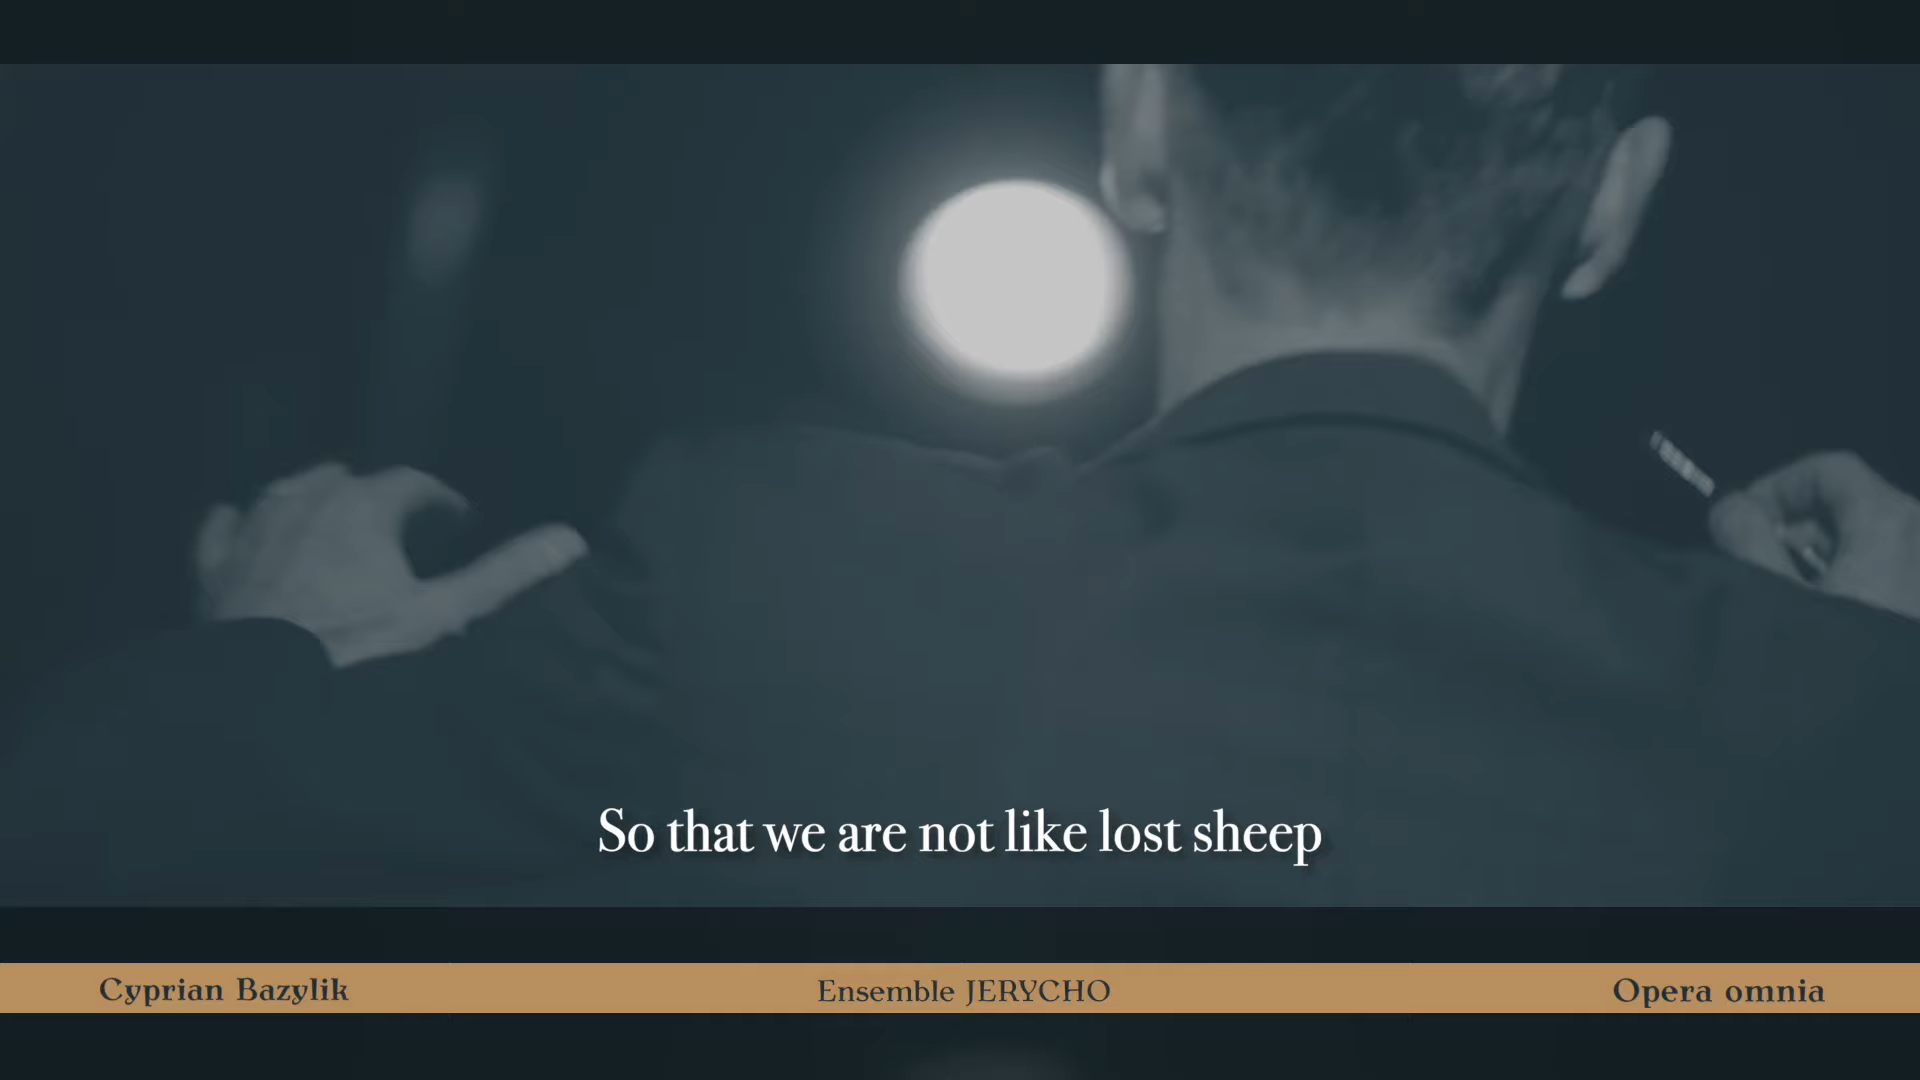 So that we are not like lost sheep
Cyprian Bazylik
Ensemble JERYCHO
Opera omnia